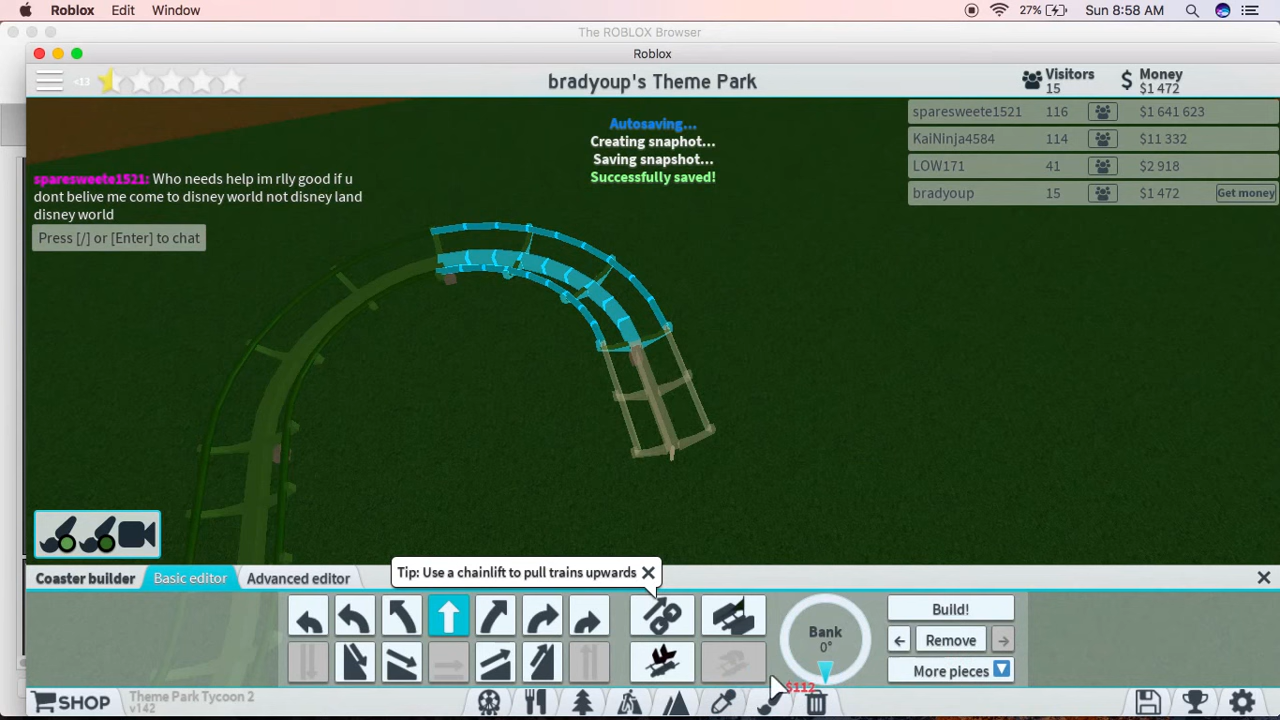 Roblox Edit Window 27% Sun 8:58 AM
The ROBLOX Browser
Roblox
+13 bradyoup's Theme Park Visitors 15 $ Money $1 472
sparesweete1521 116 $1 641 623
KaiNinja4584 114 $11 332
LOW171 41 $2 918
bradyoup 15 $1 472 Get money
Autosaving...
Creating snaphot...
Saving snapshot...
Successfully saved!
sparesweete1521: Who needs help im rlly good if u
dont belive me come to disney world not disney land
disney world
Press [/] or [Enter] to chat
Tip: Use a chainlift to pull trains upwards
Coaster builder Basic editor Advanced editor
Bank
0°
Build!
Remove
More pieces
$112
SHOP
Theme Park Tycoon 2
v142